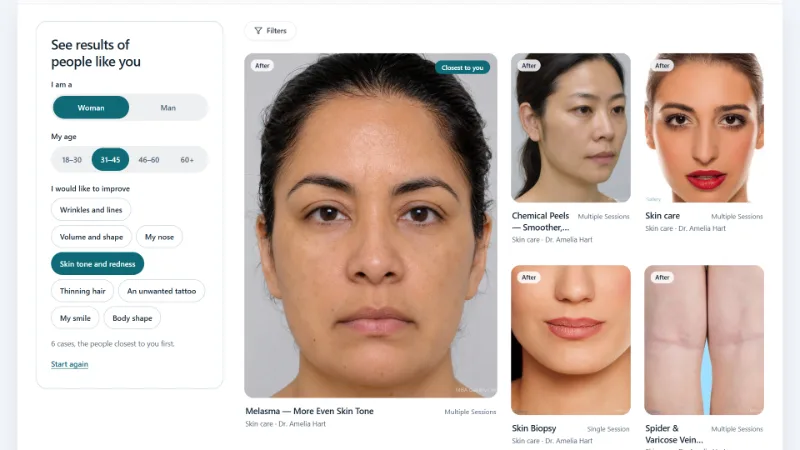 See results of
people like you
I am a
Woman
Man
My age
18–30
31–45
46–60
60+
I would like to improve
Wrinkles and lines
Volume and shape
My nose
Skin tone and redness
Thinning hair
An unwanted tattoo
My smile
Body shape
6 cases, the people closest to you first.
Start again
Filters
After
Closest to you
Melasma — More Even Skin Tone
Multiple Sessions
Skin care · Dr. Amelia Hart
After
Chemical Peels
— Smoother,...
Multiple Sessions
Skin care · Dr. Amelia Hart
After
Skin care
Multiple Sessions
Skin care · Dr. Amelia Hart
After
Skin Biopsy
Single Session
Skin care · Dr. Amelia Hart
After
Spider &
Varicose Vein...
Multiple Sessions